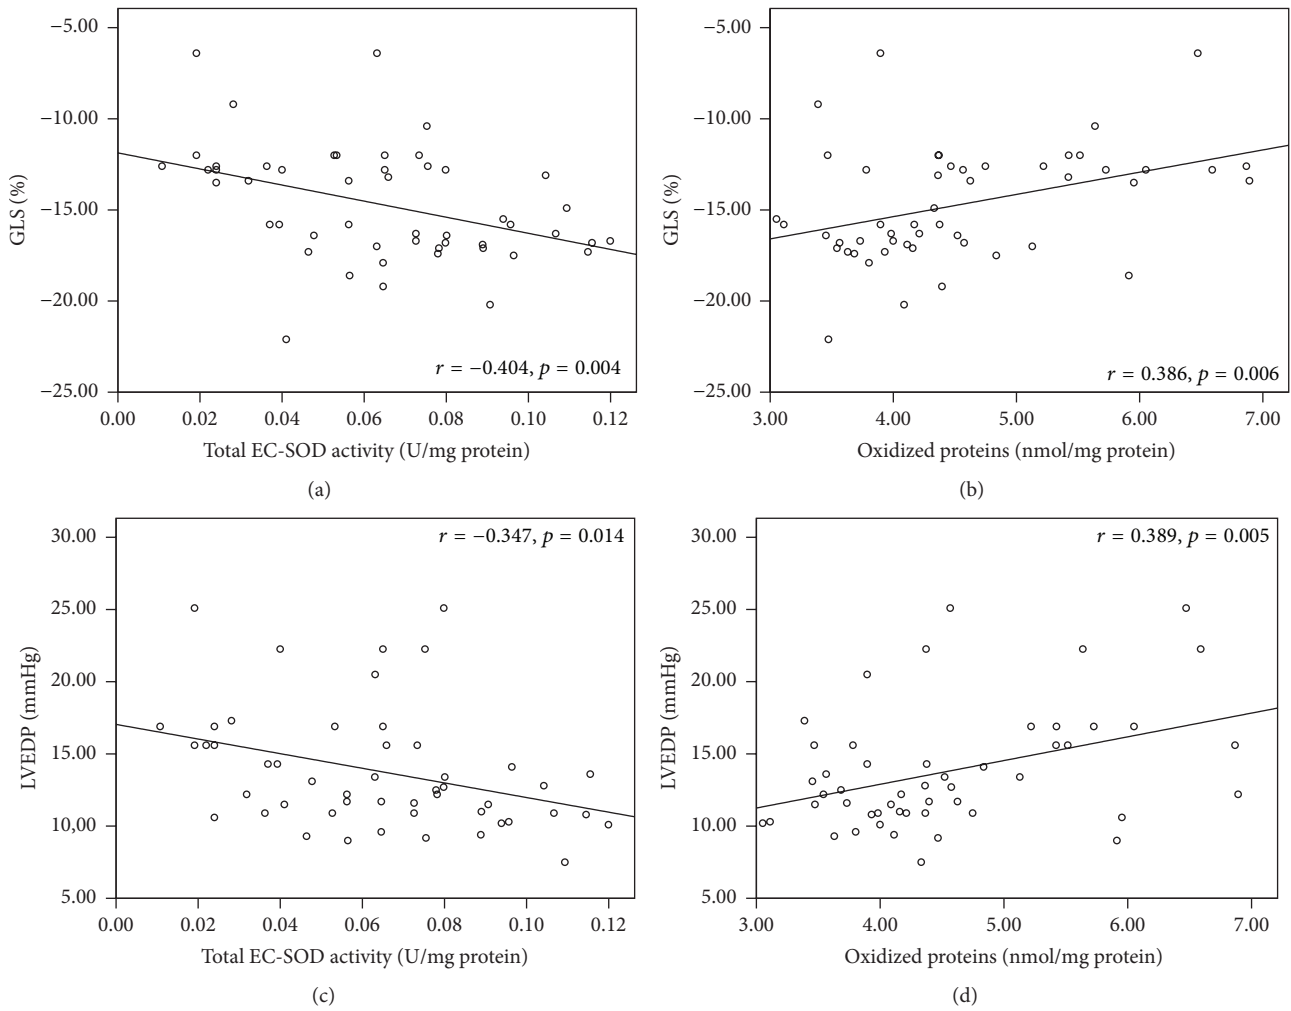 −5.00
−10.00
−15.00
−20.00
−25.00
GLS (%)
r = −0.404, p = 0.004
0.00 0.02 0.04 0.06 0.08 0.10 0.12
Total EC-SOD activity (U/mg protein)
(a)
−5.00
−10.00
−15.00
−20.00
−25.00
GLS (%)
r = 0.386, p = 0.006
3.00 4.00 5.00 6.00 7.00
Oxidized proteins (nmol/mg protein)
(b)
30.00
25.00
20.00
15.00
10.00
5.00
LVEDP (mmHg)
r = −0.347, p = 0.014
0.00 0.02 0.04 0.06 0.08 0.10 0.12
Total EC-SOD activity (U/mg protein)
(c)
30.00
25.00
20.00
15.00
10.00
5.00
LVEDP (mmHg)
r = 0.389, p = 0.005
3.00 4.00 5.00 6.00 7.00
Oxidized proteins (nmol/mg protein)
(d)